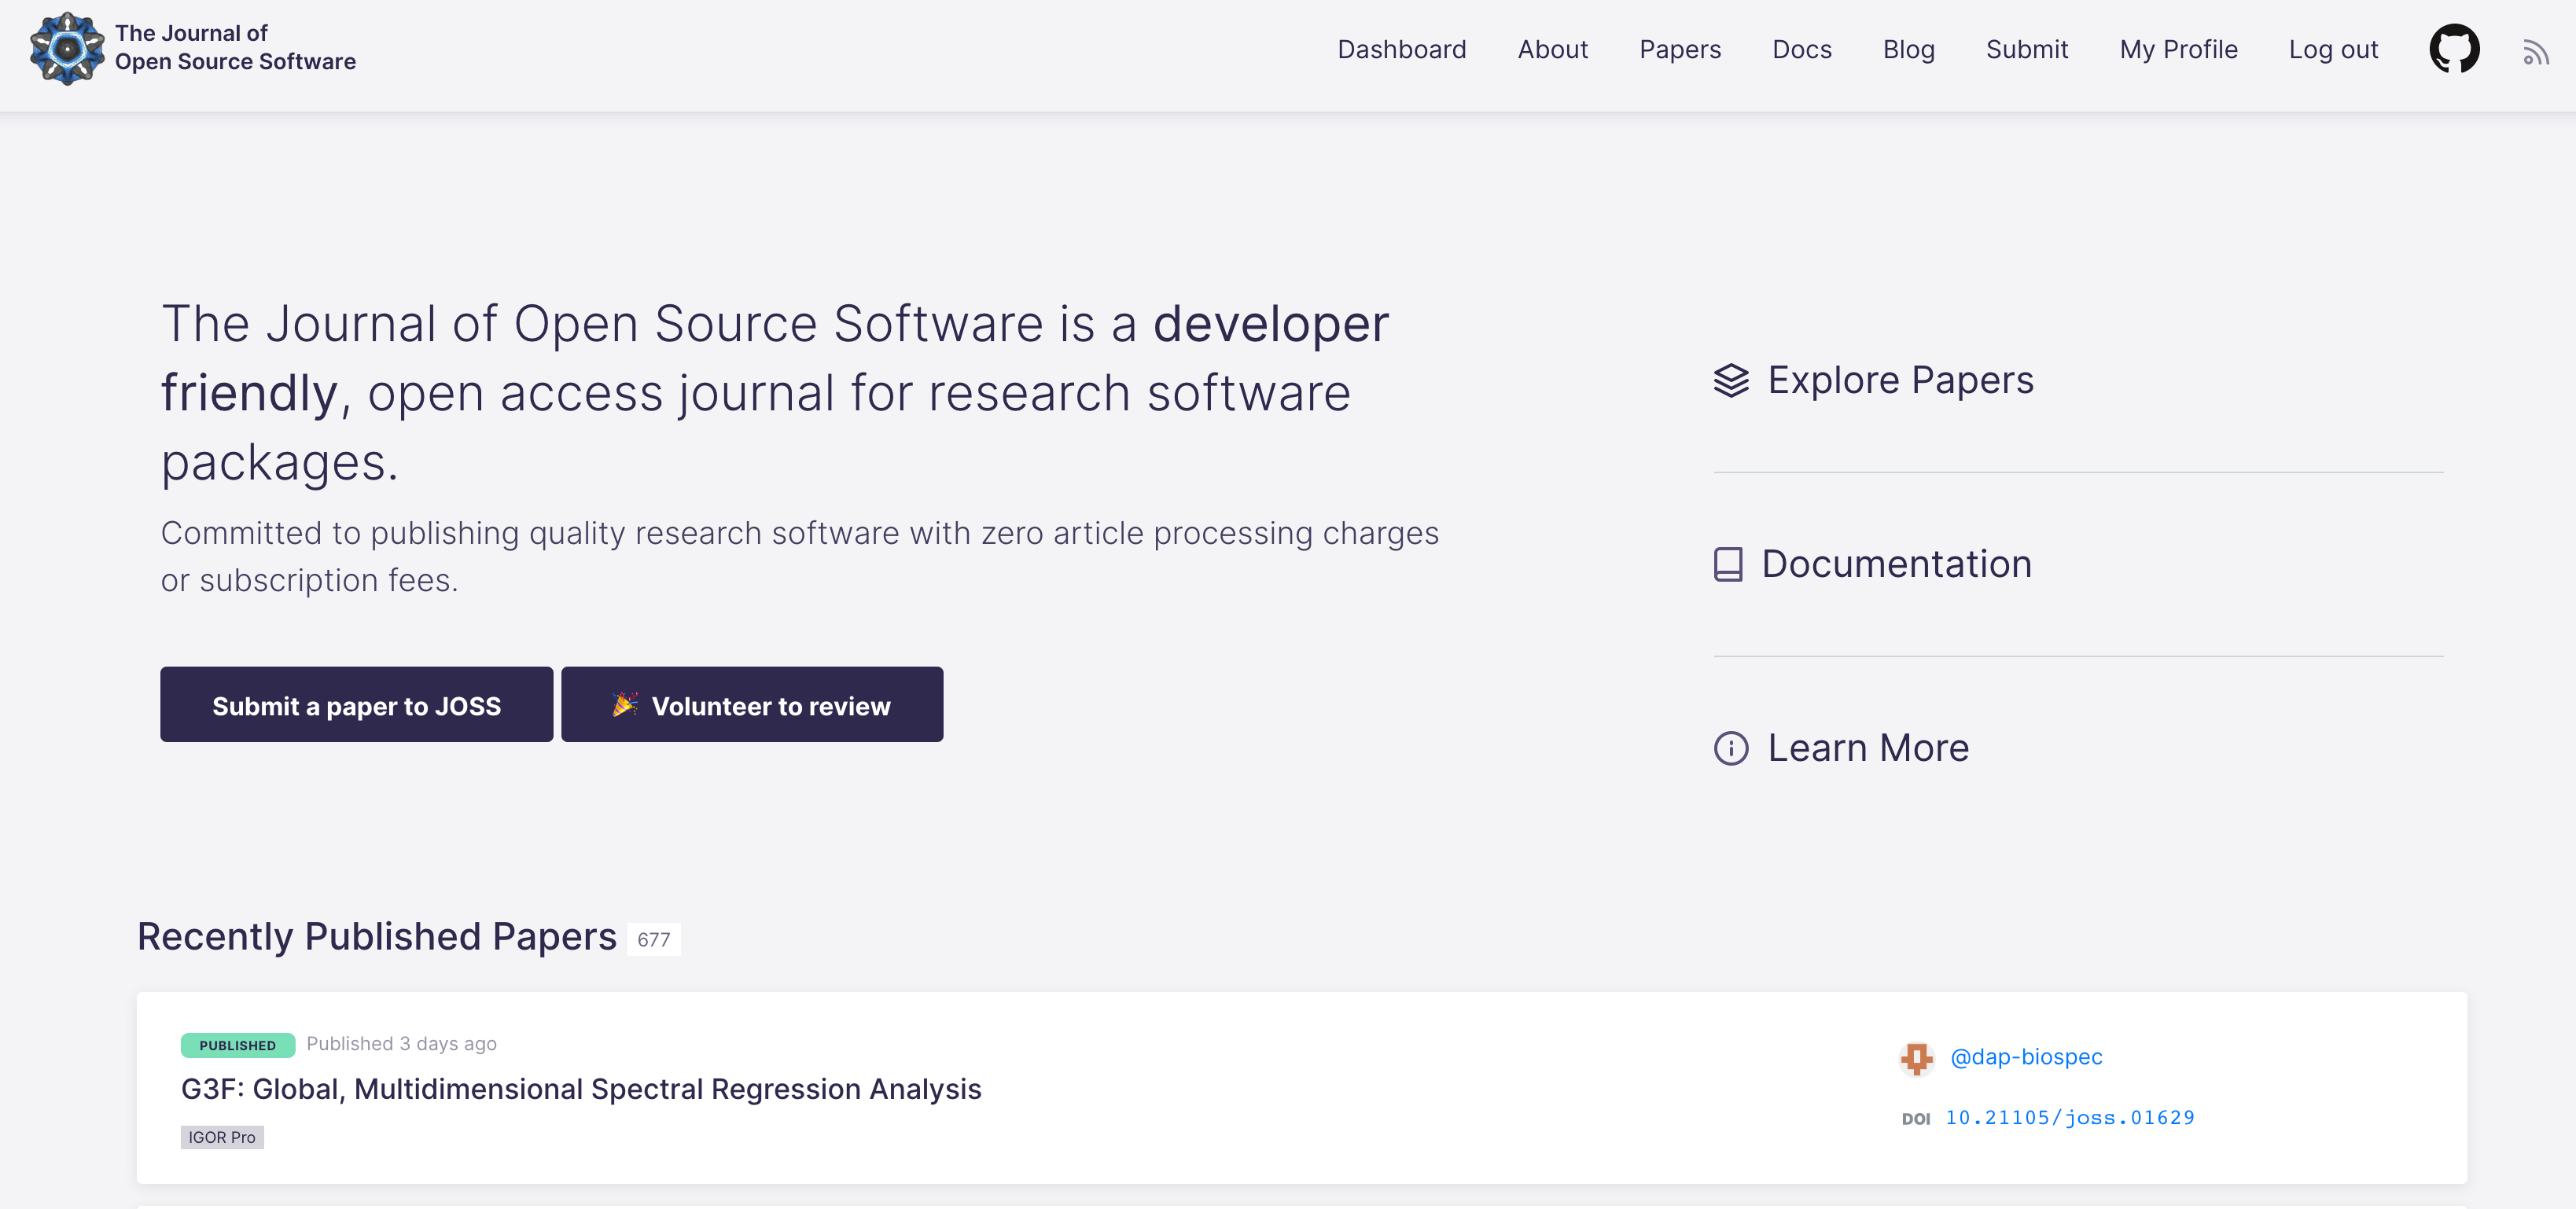 The Journal of
Open Source Software
Dashboard About Papers Docs Blog Submit My Profile Log out
The Journal of Open Source Software is a developer
friendly, open access journal for research software
packages.
Committed to publishing quality research software with zero article processing charges
or subscription fees.
Submit a paper to JOSS
🎉 Volunteer to review
Explore Papers
Documentation
Learn More
Recently Published Papers 677
PUBLISHED Published 3 days ago
G3F: Global, Multidimensional Spectral Regression Analysis
IGOR Pro
@dap-biospec
DOI 10.21105/joss.01629